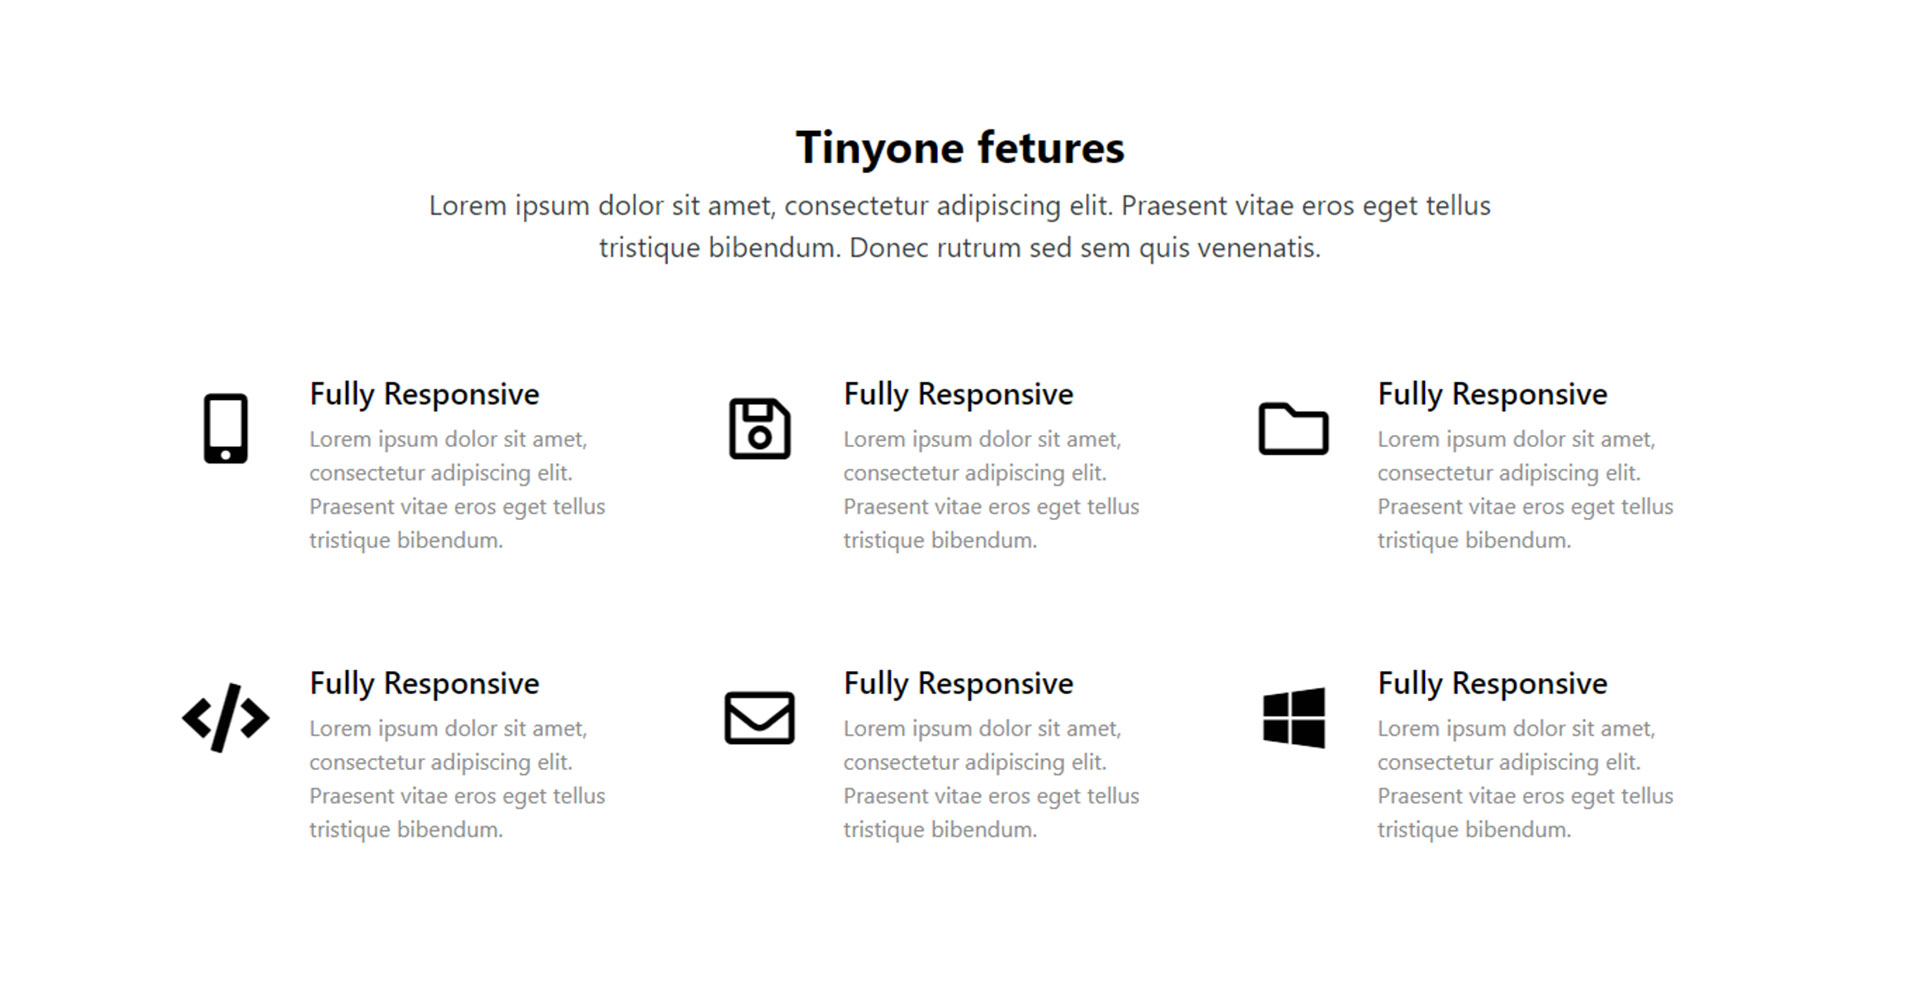 Tinyone fetures
Lorem ipsum dolor sit amet, consectetur adipiscing elit. Praesent vitae eros eget tellus
tristique bibendum. Donec rutrum sed sem quis venenatis.
Fully Responsive
Lorem ipsum dolor sit amet,
consectetur adipiscing elit.
Praesent vitae eros eget tellus
tristique bibendum.
Fully Responsive
Lorem ipsum dolor sit amet,
consectetur adipiscing elit.
Praesent vitae eros eget tellus
tristique bibendum.
Fully Responsive
Lorem ipsum dolor sit amet,
consectetur adipiscing elit.
Praesent vitae eros eget tellus
tristique bibendum.
Fully Responsive
Lorem ipsum dolor sit amet,
consectetur adipiscing elit.
Praesent vitae eros eget tellus
tristique bibendum.
Fully Responsive
Lorem ipsum dolor sit amet,
consectetur adipiscing elit.
Praesent vitae eros eget tellus
tristique bibendum.
Fully Responsive
Lorem ipsum dolor sit amet,
consectetur adipiscing elit.
Praesent vitae eros eget tellus
tristique bibendum.